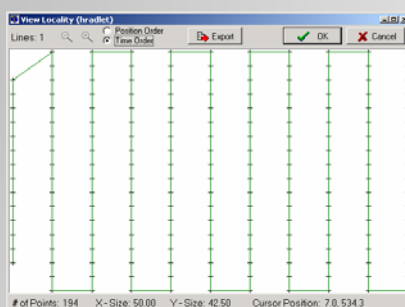 View Locality (hradlet)
Lines: 1
Position Order
Time Order
Export
OK
Cancel
# of Points: 194 X-Size: 50.00 Y-Size: 42.50 Cursor Position: 7.0, 534.3